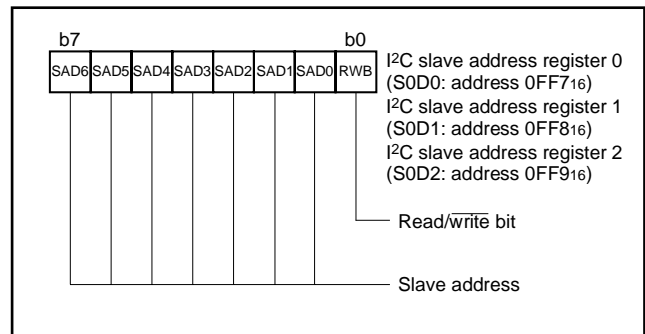 b7 b0
SAD6 SAD5 SAD4 SAD3 SAD2 SAD1 SAD0 RWB
I2C slave address register 0
(S0D0: address 0FF716)
I2C slave address register 1
(S0D1: address 0FF816)
I2C slave address register 2
(S0D2: address 0FF916)
Read/write bit
Slave address